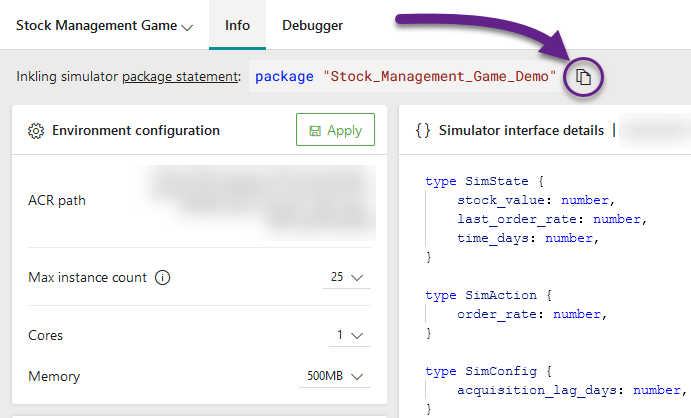 Stock Management Game Info Debugger
Inkling simulator package statement: package "Stock_Management_Game_Demo"
Environment configuration Apply
ACR path
Max instance count 25
Cores 1
Memory 500MB
{} Simulator interface details |
type SimState {
stock_value: number,
last_order_rate: number,
time_days: number,
}
type SimAction {
order_rate: number,
}
type SimConfig {
acquisition_lag_days: number,
}